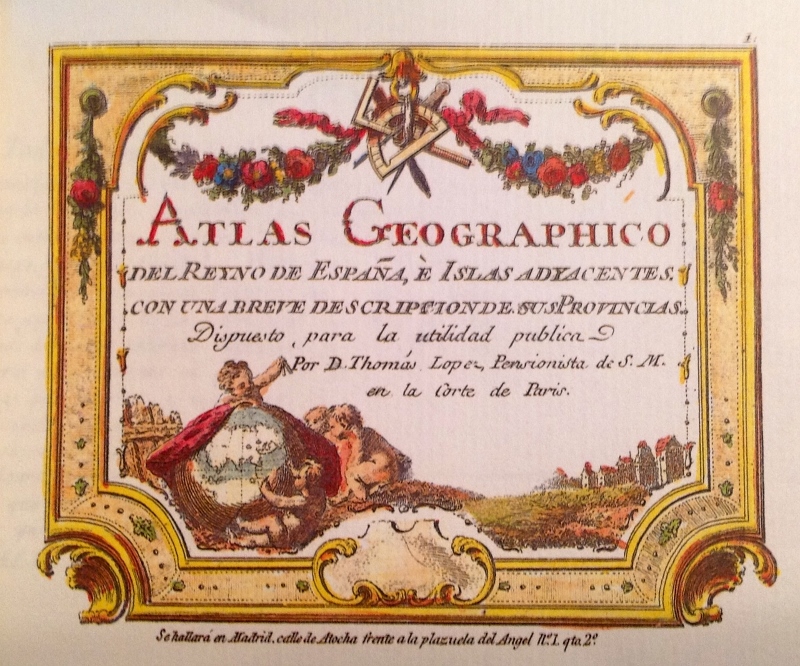 1.
ATLAS GEOGRAPHICO
DEL REYNO DE ESPAÑA, È ISLAS ADYACENTES.
CON UNA BREVE DESCRIPCION DE SUS PROVINCIAS.
Dispuesto para la utilidad publica
Por D. Thomás Lopez, Pensionista de S. M.
en la Corte de Paris.
Se hallará en Madrid. calle de Atocha frente a la plazuela del Angel Nº. 1. qto. 2º.